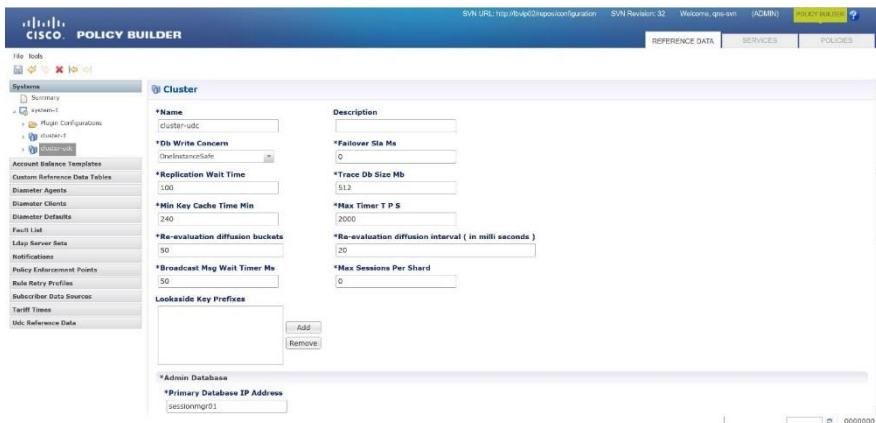 SVN URL: http://lbvip02/repos/configuration SVN Revision: 32 Welcome, qns-svn (ADMIN) POLICY BUILDER ?
CISCO. POLICY BUILDER
REFERENCE DATA SERVICES POLICIES
File Tools
Systems
Summary
system-1
Plugin Configurations
cluster-1
cluster-udc
Account Balance Templates
Custom Reference Data Tables
Diameter Agents
Diameter Clients
Diameter Defaults
Fault List
Ldap Server Sets
Notifications
Policy Enforcement Points
Rule Retry Profiles
Subscriber Data Sources
Tariff Times
Udc Reference Data
Cluster
*Name Description
cluster-udc
*Db Write Concern *Failover Sla Ms
OneInstanceSafe 0
*Replication Wait Time *Trace Db Size Mb
100 512
*Min Key Cache Time Min *Max Timer T P S
240 2000
*Re-evaluation diffusion buckets *Re-evaluation diffusion interval ( in milli seconds )
50 20
*Broadcast Msg Wait Timer Ms *Max Sessions Per Shard
50 0
Lookaside Key Prefixes
Add
Remove
*Admin Database
*Primary Database IP Address
sessionmgr01
0000000